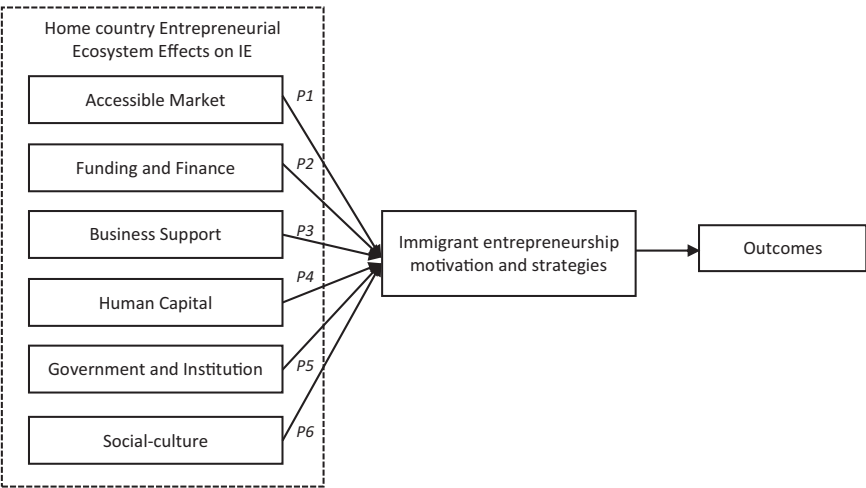 Home country Entrepreneurial
Ecosystem Effects on IE
Accessible Market
P1
Funding and Finance
P2
Business Support
P3
Human Capital
P4
Government and Institution
P5
Social-culture
P6
Immigrant entrepreneurship
motivation and strategies
Outcomes